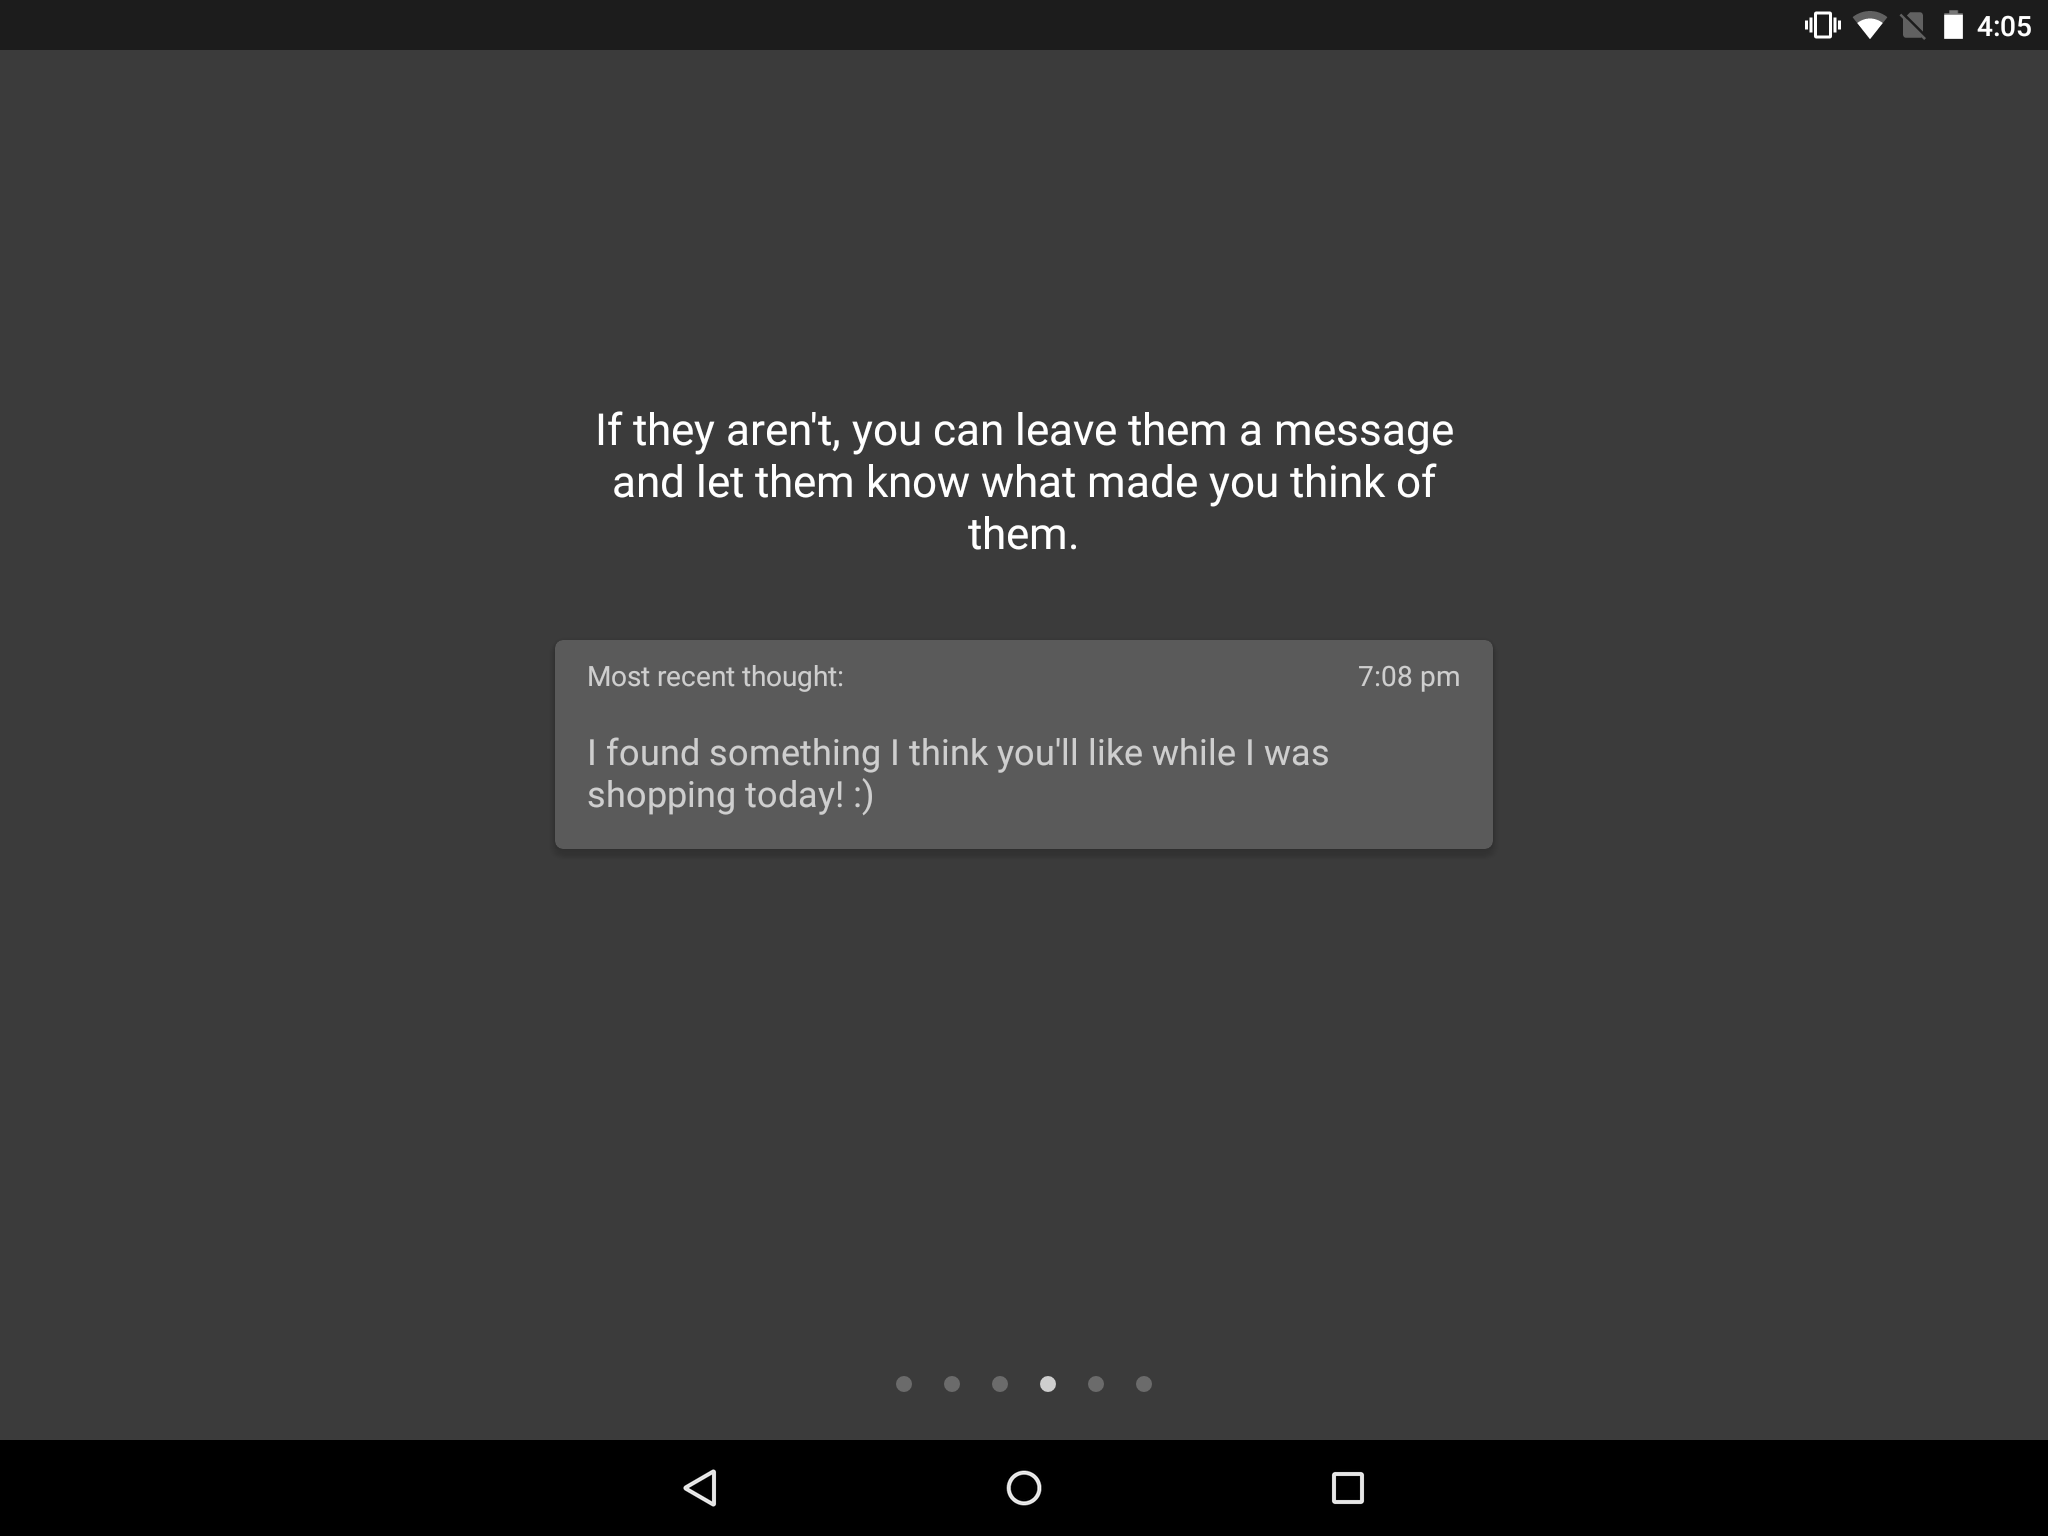 4:05
If they aren't, you can leave them a message
and let them know what made you think of
them.
Most recent thought: 7:08 pm
I found something I think you'll like while I was
shopping today! :)